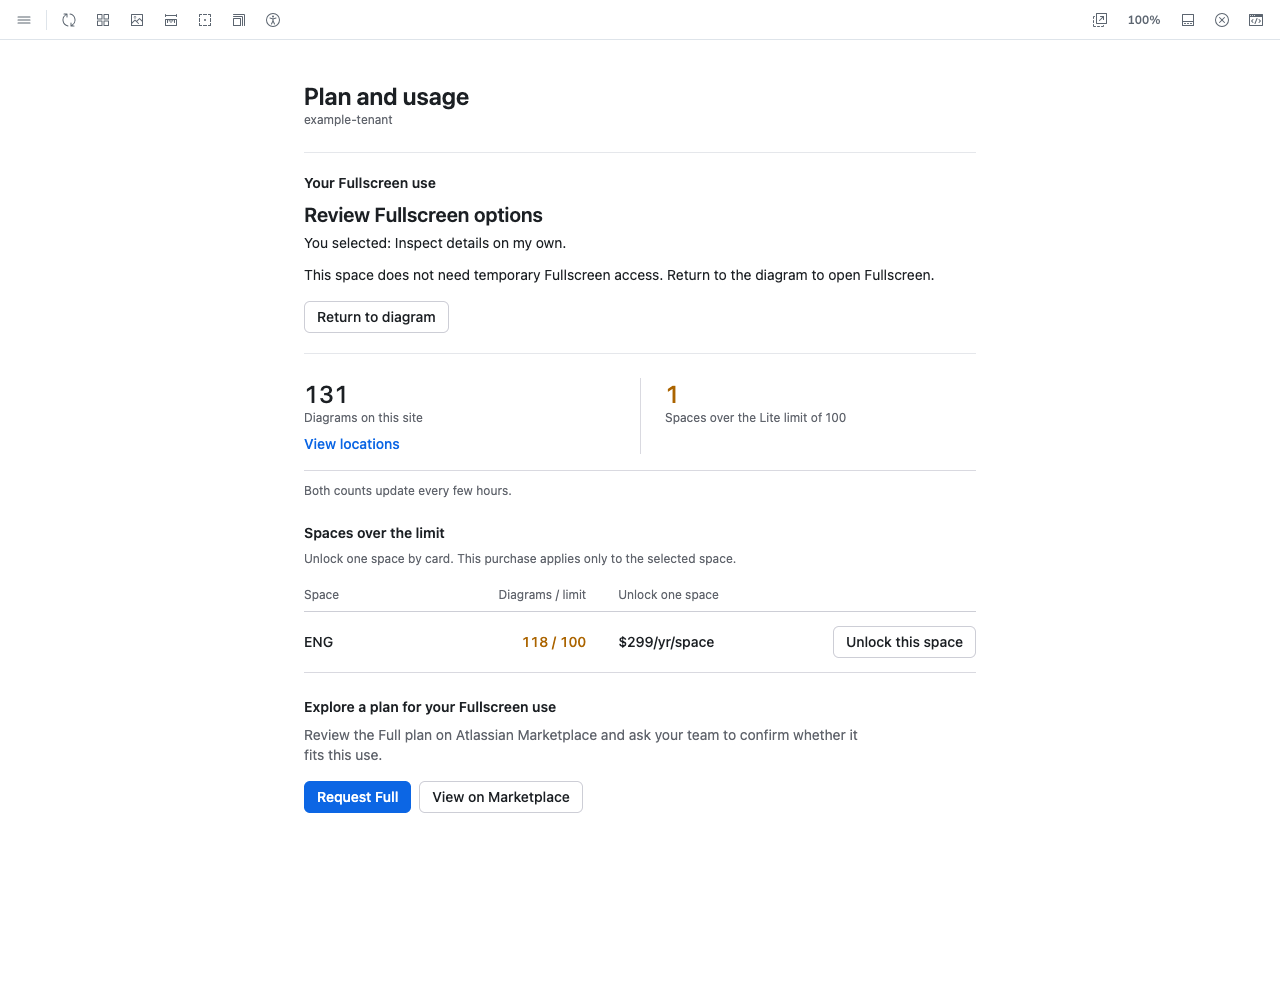 100%
Plan and usage
example-tenant
Your Fullscreen use
Review Fullscreen options
You selected: Inspect details on my own.
This space does not need temporary Fullscreen access. Return to the diagram to open Fullscreen.
Return to diagram
131
Diagrams on this site
View locations
1
Spaces over the Lite limit of 100
Both counts update every few hours.
Spaces over the limit
Unlock one space by card. This purchase applies only to the selected space.
Space Diagrams / limit Unlock one space
ENG 118 / 100 $299/yr/space Unlock this space
Explore a plan for your Fullscreen use
Review the Full plan on Atlassian Marketplace and ask your team to confirm whether it
fits this use.
Request Full View on Marketplace